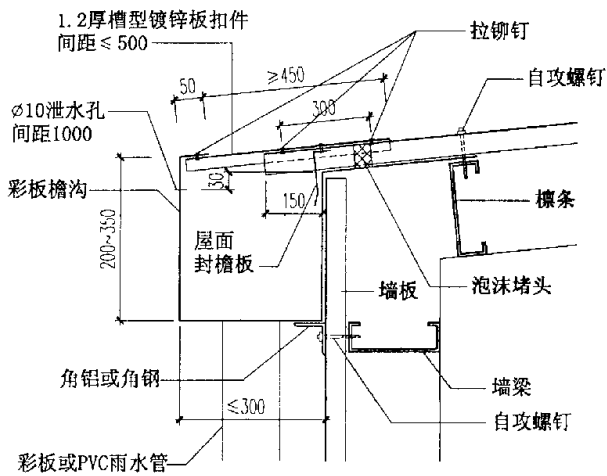 1.2厚槽型镀锌板扣件
间距≤500
拉铆钉
自攻螺钉
50
≥450
300
ø10泄水孔
间距1000
彩板檐沟
30
150
200~350
屋面
封檐板
墙板
檩条
泡沫堵头
角铝或角钢
≤300
墙梁
自攻螺钉
彩板或PVC雨水管